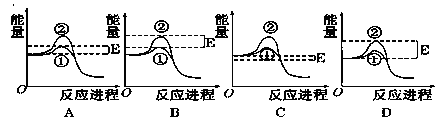 能量 ② ① E O 反应进程 A
能量 ② ① E O 反应进程 B
能量 ② ① E O 反应进程 C
能量 ② ① E O 反应进程 D